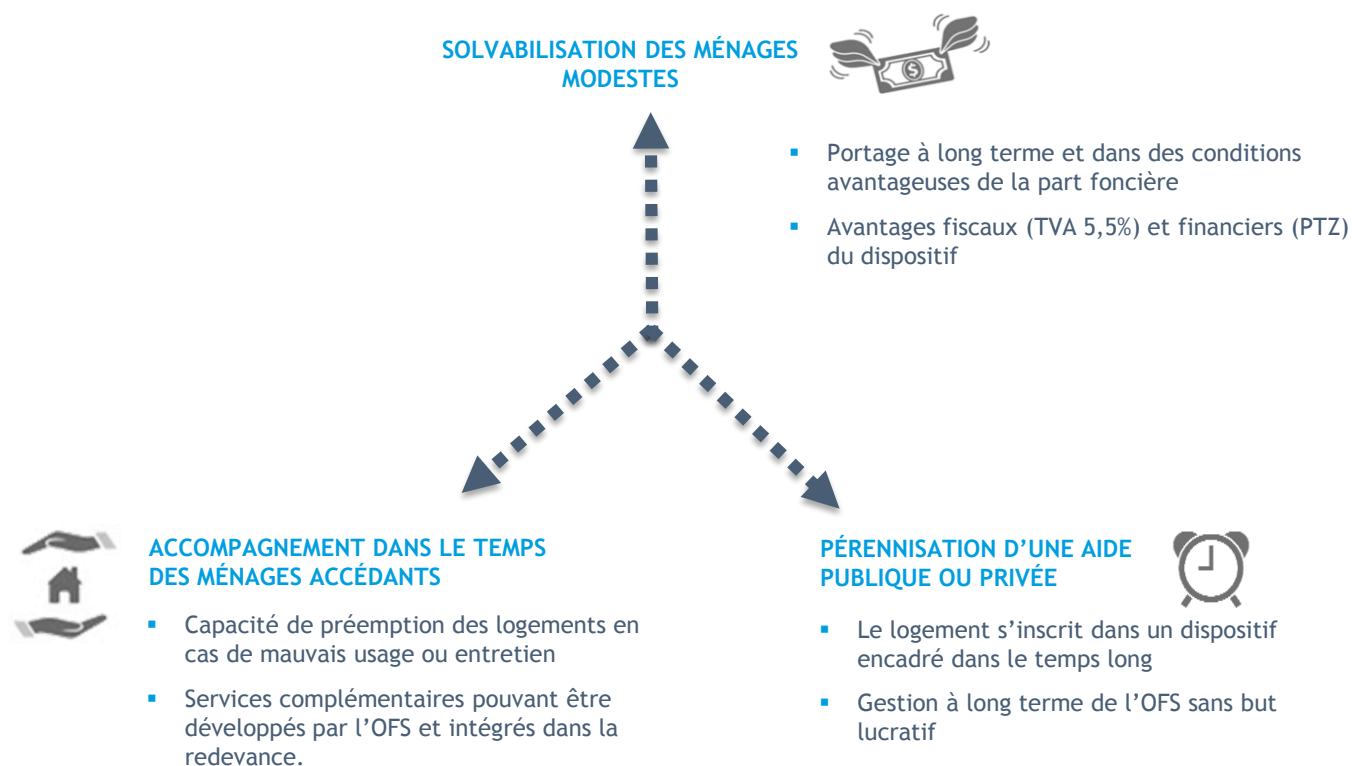 SOLVABILISATION DES MÉNAGES
MODESTES
▪ Portage à long terme et dans des conditions
avantageuses de la part foncière
▪ Avantages fiscaux (TVA 5,5%) et financiers (PTZ)
du dispositif
ACCOMPAGNEMENT DANS LE TEMPS
DES MÉNAGES ACCÉDANTS
▪ Capacité de préemption des logements en
cas de mauvais usage ou entretien
▪ Services complémentaires pouvant être
développés par l’OFS et intégrés dans la
redevance.
PÉRENNISATION D’UNE AIDE
PUBLIQUE OU PRIVÉE
▪ Le logement s’inscrit dans un dispositif
encadré dans le temps long
▪ Gestion à long terme de l’OFS sans but
lucratif